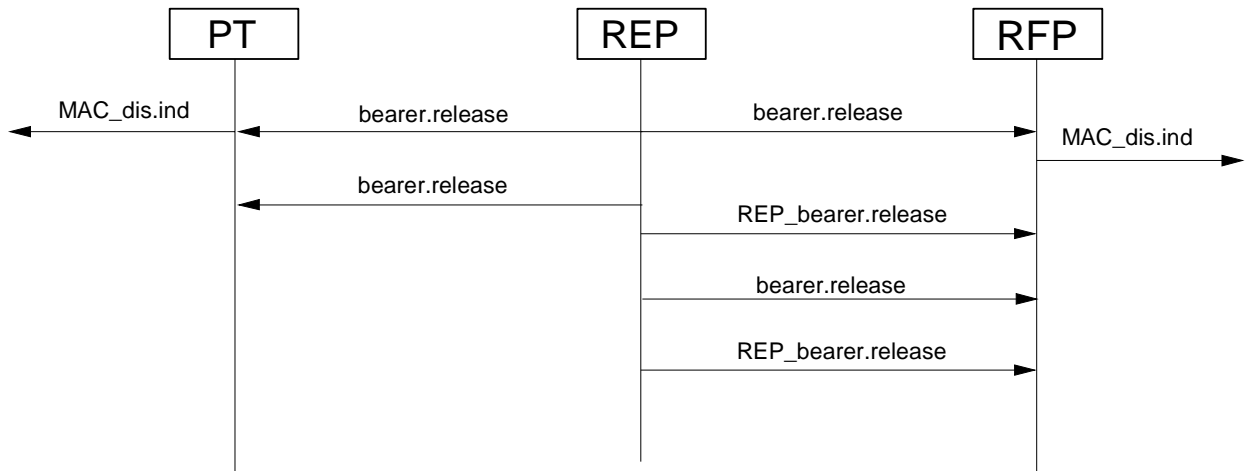 PT
REP
RFP
MAC_dis.ind
bearer.release
bearer.release
MAC_dis.ind
bearer.release
REP_bearer.release
bearer.release
REP_bearer.release